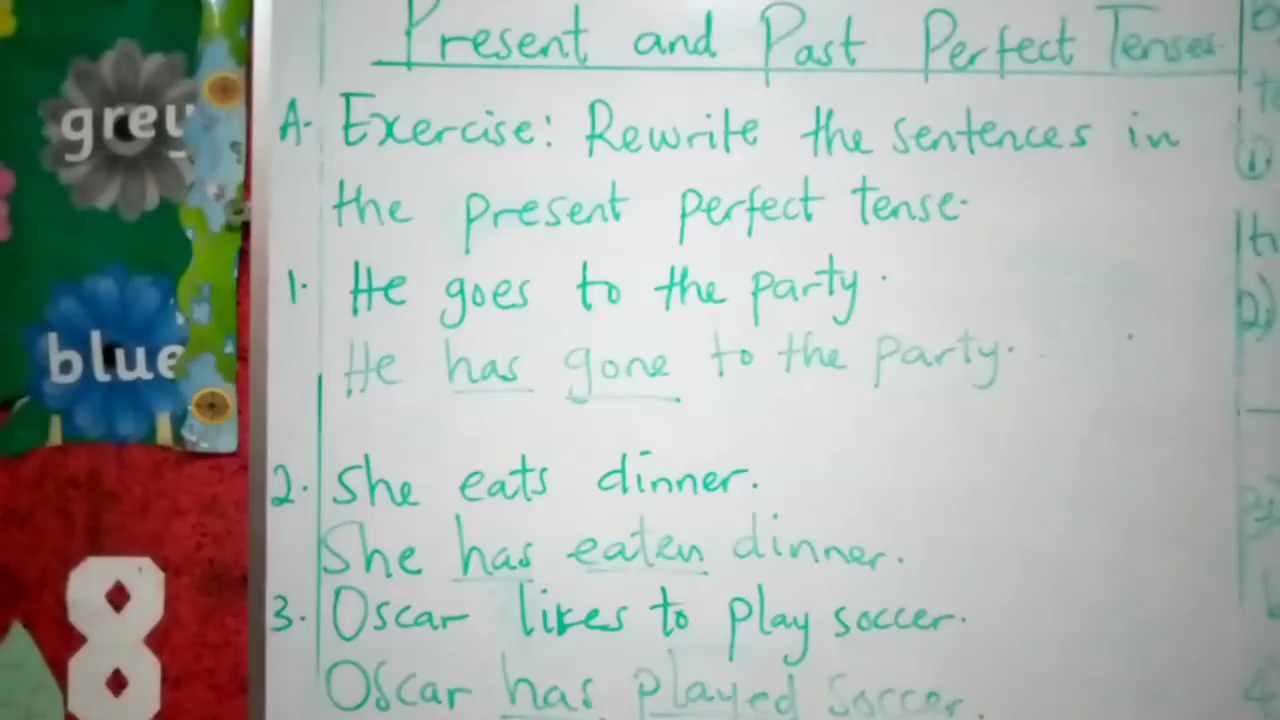 grey
blue
8
Present and Past Perfect Tenses
A. Exercise: Rewrite the sentences in
the present perfect tense.
1. He goes to the party.
He has gone to the party.
2. She eats dinner.
She has eaten dinner.
3. Oscar likes to play soccer.
Oscar has played soccer.